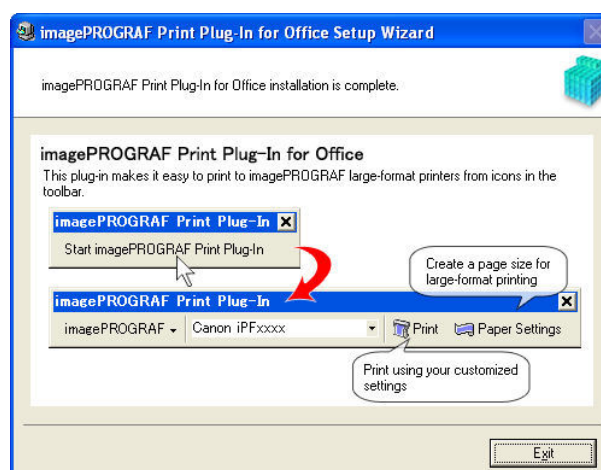 imagePROGRAF Print Plug-In for Office Setup Wizard
imagePROGRAF Print Plug-In for Office installation is complete.
imagePROGRAF Print Plug-In for Office
This plug-in makes it easy to print to imagePROGRAF large-format printers from icons in the
toolbar.
imagePROGRAF Print Plug-In
Start imagePROGRAF Print Plug-In
Create a page size for
large-format printing
imagePROGRAF Print Plug-In
imagePROGRAF
Canon iPFxxxx
Print
Paper Settings
Print using your customized
settings
Exit